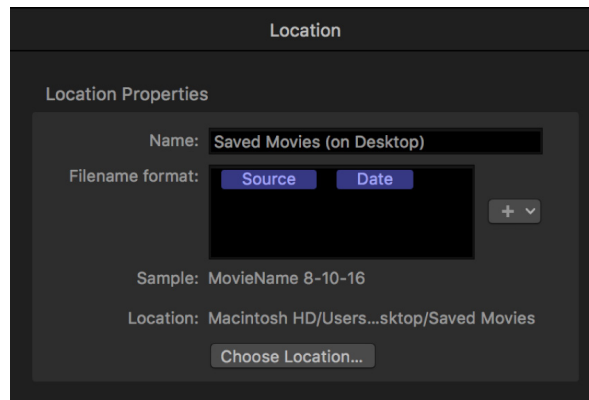 Location
Location Properties
Name: Saved Movies (on Desktop)
Filename format: Source Date
+
Sample: MovieName 8-10-16
Location: Macintosh HD/Users...sktop/Saved Movies
Choose Location...